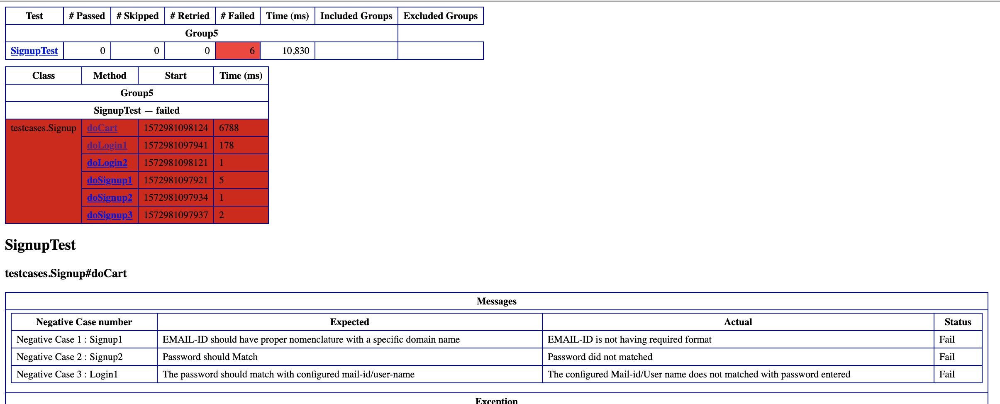 Test # Passed # Skipped # Retried # Failed Time (ms) Included Groups Excluded Groups
Group5
SignupTest 0 0 0 6 10,830
Class Method Start Time (ms)
Group5
SignupTest — failed
testcases.Signup doCart 1572981098124 6788
doLogin1 1572981097941 178
doLogin2 1572981098121 1
doSignup1 1572981097921 5
doSignup2 1572981097934 1
doSignup3 1572981097937 2
SignupTest
testcases.Signup#doCart
Messages
Negative Case number Expected Actual Status
Negative Case 1 : Signup1 EMAIL-ID should have proper nomenclature with a specific domain name EMAIL-ID is not having required format Fail
Negative Case 2 : Signup2 Password should Match Password did not matched Fail
Negative Case 3 : Login1 The password should match with configured mail-id/user-name The configured Mail-id/User name does not matched with password entered Fail
Exception